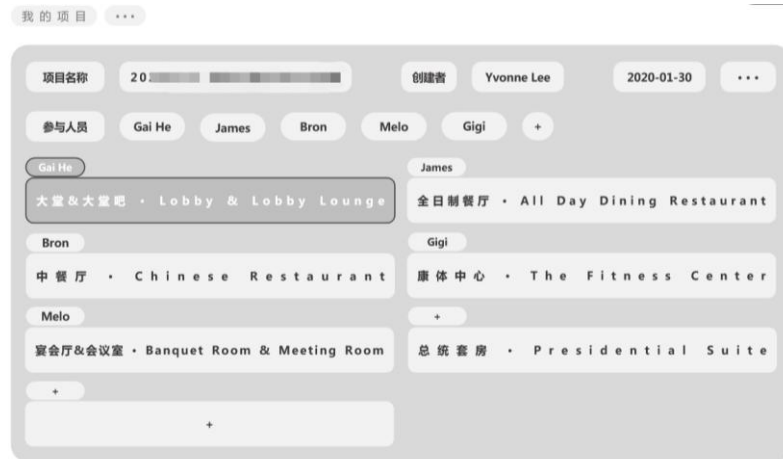 我的项目 •••
项目名称 20 创建者 Yvonne Lee 2020-01-30 •••
参与人员 Gai He James Bron Melo Gigi +
Gai He James
大堂&大堂吧 · Lobby & Lobby Lounge 全日制餐厅 · All Day Dining Restaurant
Bron Gigi
中餐厅 · Chinese Restaurant 康体中心 · The Fitness Center
Melo +
宴会厅&会议室 · Banquet Room & Meeting Room 总统套房 · Presidential Suite
+
+